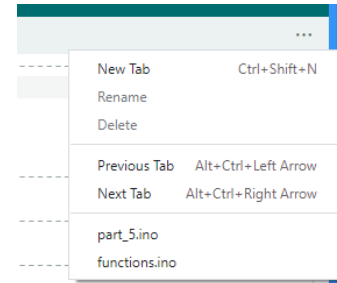 ...
New Tab Ctrl+Shift+N
Rename
Delete
Previous Tab Alt+Ctrl+Left Arrow
Next Tab Alt+Ctrl+Right Arrow
part_5.ino
functions.ino